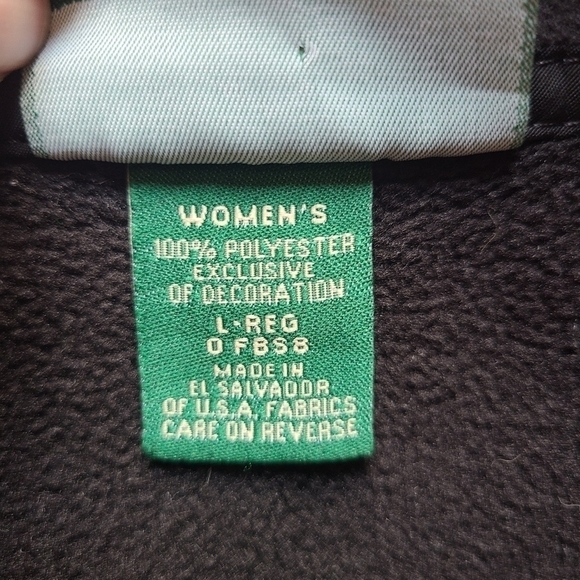 WOMEN'S
100% POLYESTER
EXCLUSIVE
OF DECORATION
L-REG
0 FBS8
MADE IN
EL SALVADOR
OF U.S.A. FABRICS
CARE ON REVERSE